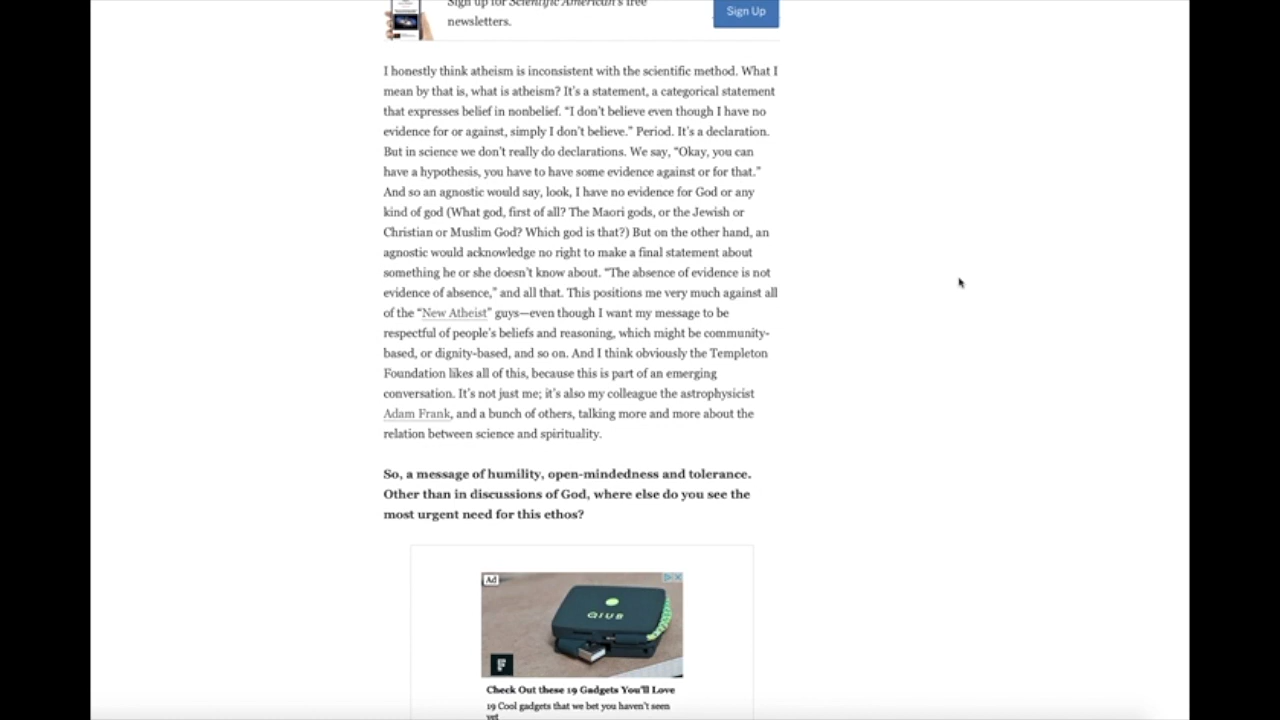 Sign up for Scientific American's free
newsletters.
Sign Up
I honestly think atheism is inconsistent with the scientific method. What I
mean by that is, what is atheism? It's a statement, a categorical statement
that expresses belief in nonbelief. “I don't believe even though I have no
evidence for or against, simply I don't believe.” Period. It's a declaration.
But in science we don't really do declarations. We say, “Okay, you can
have a hypothesis, you have to have some evidence against or for that.”
And so an agnostic would say, look, I have no evidence for God or any
kind of god (What god, first of all? The Maori gods, or the Jewish or
Christian or Muslim God? Which god is that?) But on the other hand, an
agnostic would acknowledge no right to make a final statement about
something he or she doesn't know about. “The absence of evidence is not
evidence of absence,” and all that. This positions me very much against all
of the “New Atheist” guys—even though I want my message to be
respectful of people's beliefs and reasoning, which might be community-
based, or dignity-based, and so on. And I think obviously the Templeton
Foundation likes all of this, because this is part of an emerging
conversation. It's not just me; it's also my colleague the astrophysicist
Adam Frank, and a bunch of others, talking more and more about the
relation between science and spirituality.
So, a message of humility, open-mindedness and tolerance.
Other than in discussions of God, where else do you see the
most urgent need for this ethos?
Ad
QIUB
F
Check Out these 19 Gadgets You'll Love
19 Cool gadgets that we bet you haven't seen
yet